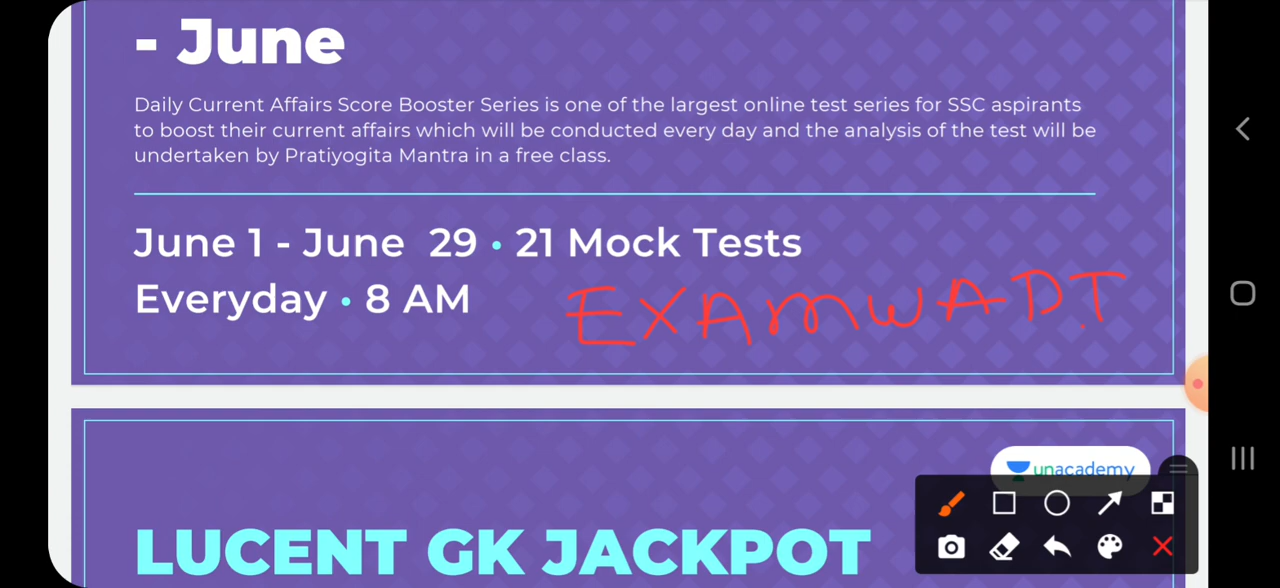 - June
Daily Current Affairs Score Booster Series is one of the largest online test series for SSC aspirants
to boost their current affairs which will be conducted every day and the analysis of the test will be
undertaken by Pratiyogita Mantra in a free class.
June 1 - June 29 • 21 Mock Tests
Everyday • 8 AM
EXAMWADT
unacademy
LUCENT GK JACKPOT